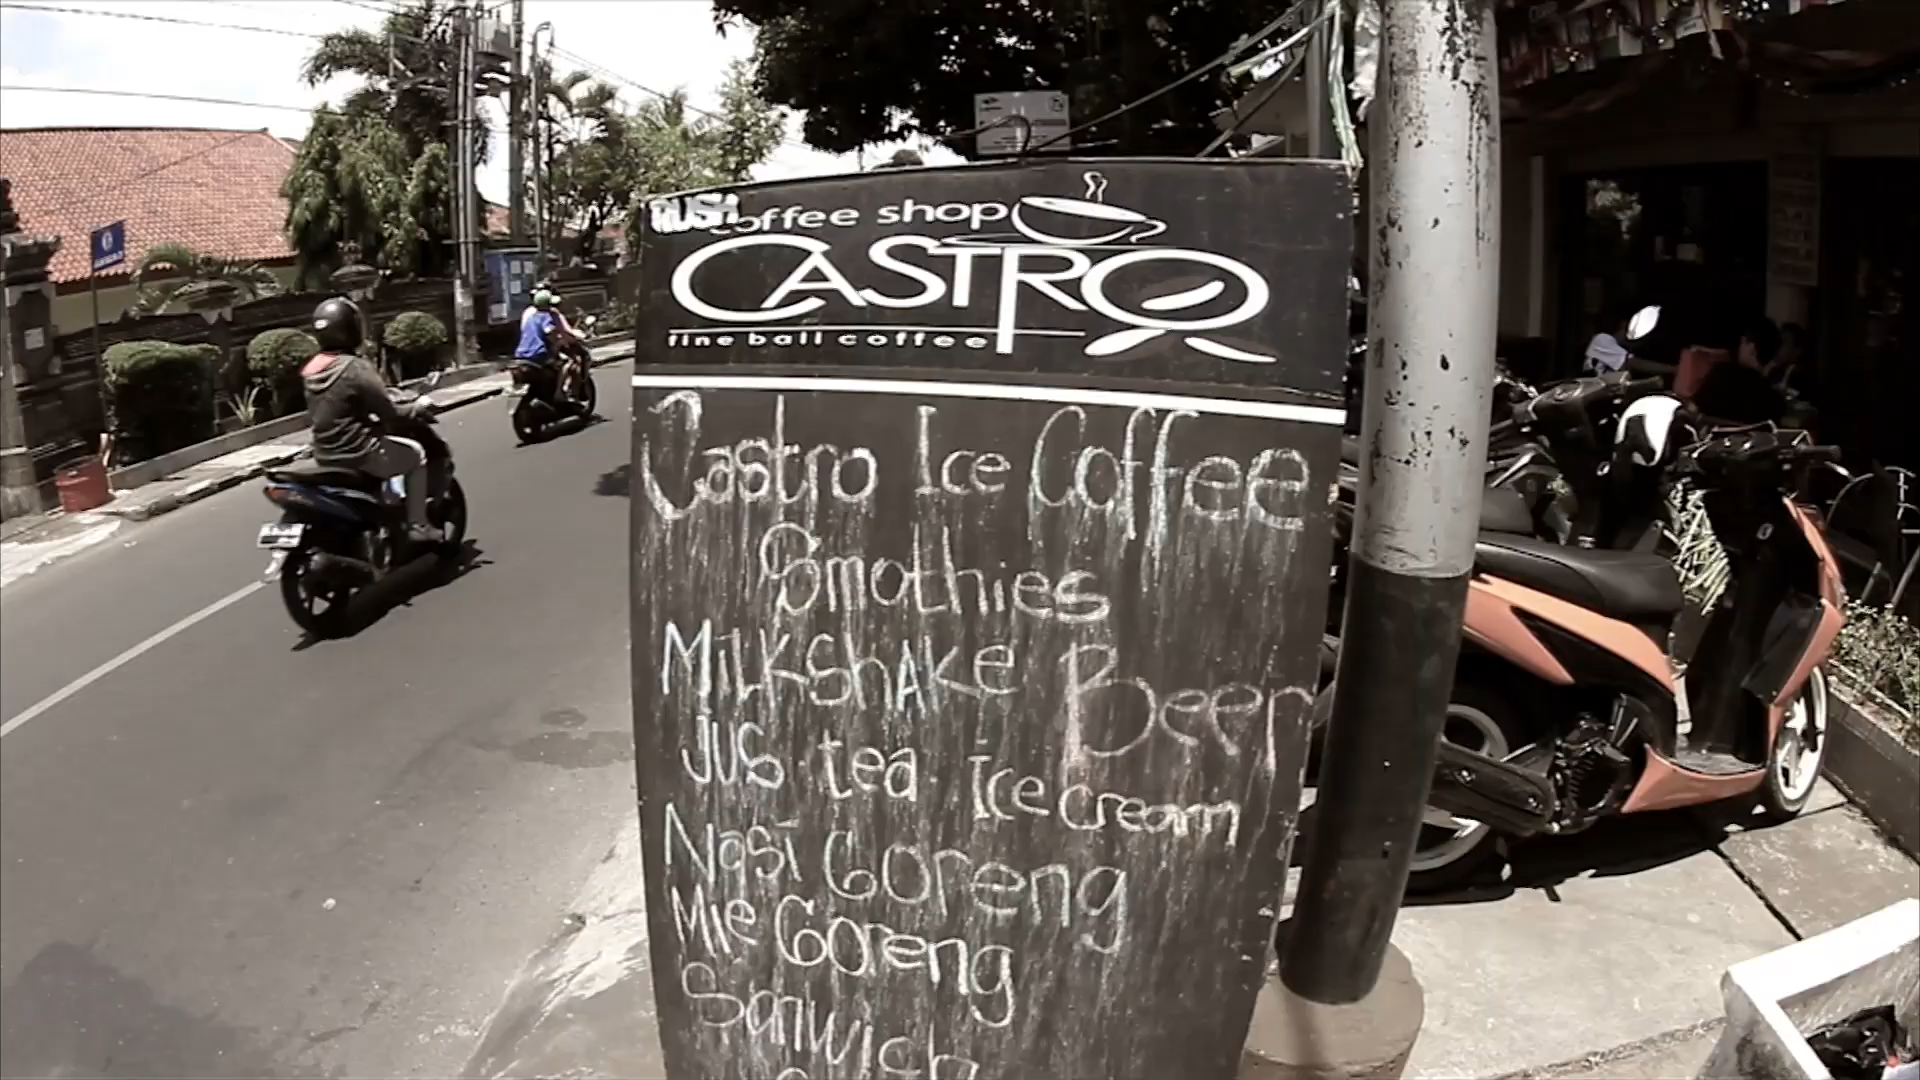 RUSH
coffee shop
CASTRO
fine bali coffee
Castro Ice Coffee
Smothies
MilKShAke Beer
Jus tea Ice cream
Nasi Goreng
Mie Goreng
Sanwich